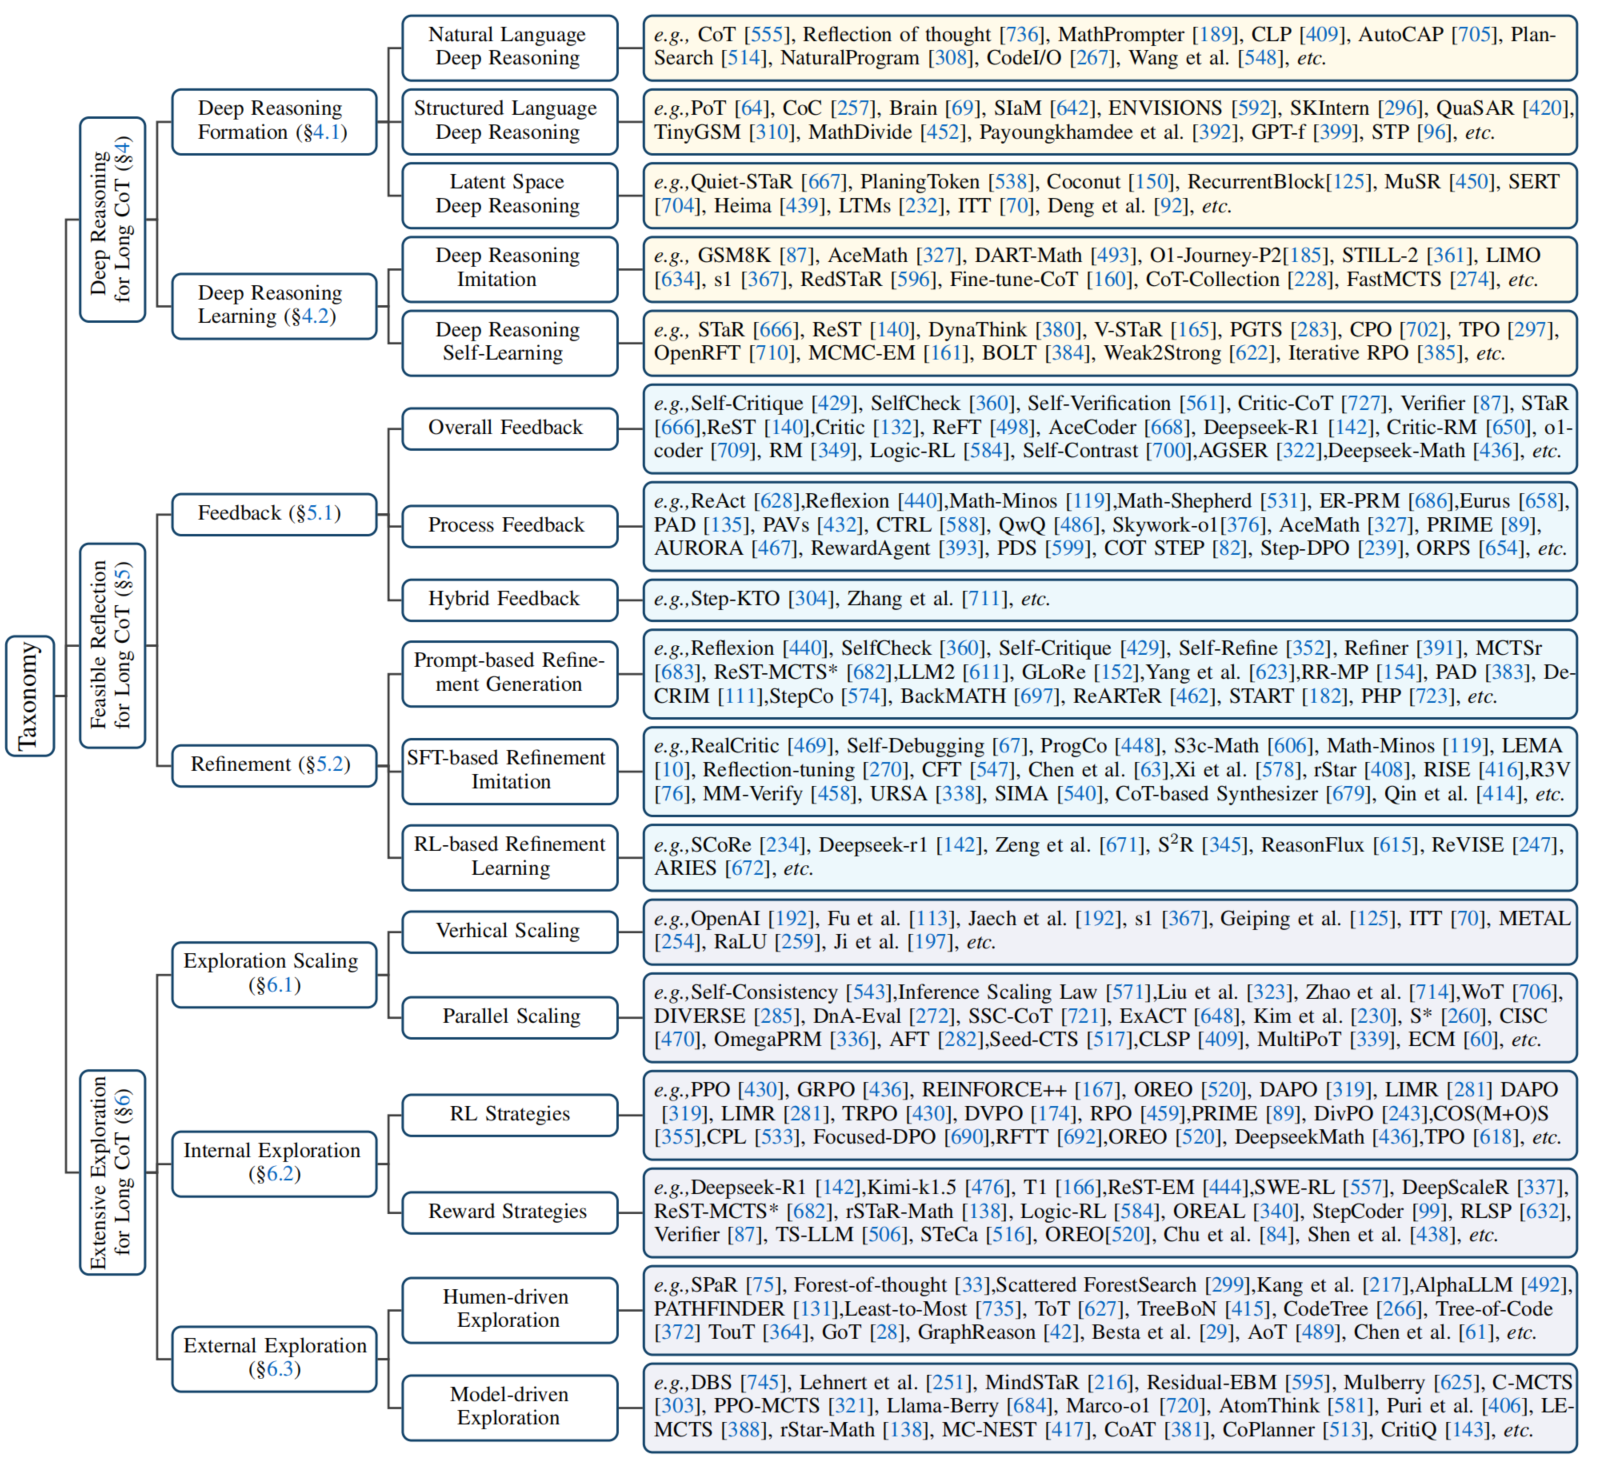 Taxonomy
Deep Reasoning
for Long CoT (§4)
Deep Reasoning
Formation (§4.1)
Natural Language
Deep Reasoning
e.g., CoT [555], Reflection of thought [736], MathPrompter [189], CLP [409], AutoCAP [705], Plan-
Search [514], NaturalProgram [308], CodeI/O [267], Wang et al. [548], etc.
Structured Language
Deep Reasoning
e.g.,PoT [64], CoC [257], Brain [69], SIaM [642], ENVISIONS [592], SKIntern [296], QuaSAR [420],
TinyGSM [310], MathDivide [452], Payoungkhamdee et al. [392], GPT-f [399], STP [96], etc.
Latent Space
Deep Reasoning
e.g.,Quiet-STaR [667], PlaningToken [538], Coconut [150], RecurrentBlock[125], MuSR [450], SERT
[704], Heima [439], LTMs [232], ITT [70], Deng et al. [92], etc.
Deep Reasoning
Learning (§4.2)
Deep Reasoning
Imitation
e.g., GSM8K [87], AceMath [327], DART-Math [493], O1-Journey-P2[185], STILL-2 [361], LIMO
[634], s1 [367], RedSTaR [596], Fine-tune-CoT [160], CoT-Collection [228], FastMCTS [274], etc.
Deep Reasoning
Self-Learning
e.g., STaR [666], ReST [140], DynaThink [380], V-STaR [165], PGTS [283], CPO [702], TPO [297],
OpenRFT [710], MCMC-EM [161], BOLT [384], Weak2Strong [622], Iterative RPO [385], etc.
Feasible Reflection
for Long CoT (§5)
Feedback (§5.1)
Overall Feedback
e.g.,Self-Critique [429], SelfCheck [360], Self-Verification [561], Critic-CoT [727], Verifier [87], STaR
[666],ReST [140],Critic [132], ReFT [498], AceCoder [668], Deepseek-R1 [142], Critic-RM [650], o1-
coder [709], RM [349], Logic-RL [584], Self-Contrast [700],AGSER [322],Deepseek-Math [436], etc.
Process Feedback
e.g.,ReAct [628],Reflexion [440],Math-Minos [119],Math-Shepherd [531], ER-PRM [686],Eurus [658],
PAD [135], PAVs [432], CTRL [588], QwQ [486], Skywork-o1[376], AceMath [327], PRIME [89],
AURORA [467], RewardAgent [393], PDS [599], COT STEP [82], Step-DPO [239], ORPS [654], etc.
Hybrid Feedback
e.g.,Step-KTO [304], Zhang et al. [711], etc.
Refinement (§5.2)
Prompt-based Refine-
ment Generation
e.g.,Reflexion [440], SelfCheck [360], Self-Critique [429], Self-Refine [352], Refiner [391], MCTSr
[683], ReST-MCTS* [682],LLM2 [611], GLoRe [152],Yang et al. [623],RR-MP [154], PAD [383], De-
CRIM [111],StepCo [574], BackMATH [697], ReARTeR [462], START [182], PHP [723], etc.
SFT-based Refinement
Imitation
e.g.,RealCritic [469], Self-Debugging [67], ProgCo [448], S3c-Math [606], Math-Minos [119], LEMA
[10], Reflection-tuning [270], CFT [547], Chen et al. [63],Xi et al. [578], rStar [408], RISE [416],R3V
[76], MM-Verify [458], URSA [338], SIMA [540], CoT-based Synthesizer [679], Qin et al. [414], etc.
RL-based Refinement
Learning
e.g.,SCoRe [234], Deepseek-r1 [142], Zeng et al. [671], S²R [345], ReasonFlux [615], ReVISE [247],
ARIES [672], etc.
Extensive Exploration
for Long CoT (§6)
Exploration Scaling
(§6.1)
Verhical Scaling
e.g.,OpenAI [192], Fu et al. [113], Jaech et al. [192], s1 [367], Geiping et al. [125], ITT [70], METAL
[254], RaLU [259], Ji et al. [197], etc.
Parallel Scaling
e.g.,Self-Consistency [543],Inference Scaling Law [571],Liu et al. [323], Zhao et al. [714],WoT [706],
DIVERSE [285], DnA-Eval [272], SSC-CoT [721], ExACT [648], Kim et al. [230], S* [260], CISC
[470], OmegaPRM [336], AFT [282],Seed-CTS [517],CLSP [409], MultiPoT [339], ECM [60], etc.
Internal Exploration
(§6.2)
RL Strategies
e.g.,PPO [430], GRPO [436], REINFORCE++ [167], OREO [520], DAPO [319], LIMR [281] DAPO
[319], LIMR [281], TRPO [430], DVPO [174], RPO [459],PRIME [89], DivPO [243],COS(M+O)S
[355],CPL [533], Focused-DPO [690],RFTT [692],OREO [520], DeepseekMath [436],TPO [618], etc.
Reward Strategies
e.g.,Deepseek-R1 [142],Kimi-k1.5 [476], T1 [166],ReST-EM [444],SWE-RL [557], DeepScaleR [337],
ReST-MCTS* [682], rSTaR-Math [138], Logic-RL [584], OREAL [340], StepCoder [99], RLSP [632],
Verifier [87], TS-LLM [506], STeCa [516], OREO[520], Chu et al. [84], Shen et al. [438], etc.
External Exploration
(§6.3)
Humen-driven
Exploration
e.g.,SPaR [75], Forest-of-thought [33],Scattered ForestSearch [299],Kang et al. [217],AlphaLLM [492],
PATHFINDER [131],Least-to-Most [735], ToT [627], TreeBoN [415], CodeTree [266], Tree-of-Code
[372] TouT [364], GoT [28], GraphReason [42], Besta et al. [29], AoT [489], Chen et al. [61], etc.
Model-driven
Exploration
e.g.,DBS [745], Lehnert et al. [251], MindSTaR [216], Residual-EBM [595], Mulberry [625], C-MCTS
[303], PPO-MCTS [321], Llama-Berry [684], Marco-o1 [720], AtomThink [581], Puri et al. [406], LE-
MCTS [388], rStar-Math [138], MC-NEST [417], CoAT [381], CoPlanner [513], CritiQ [143], etc.